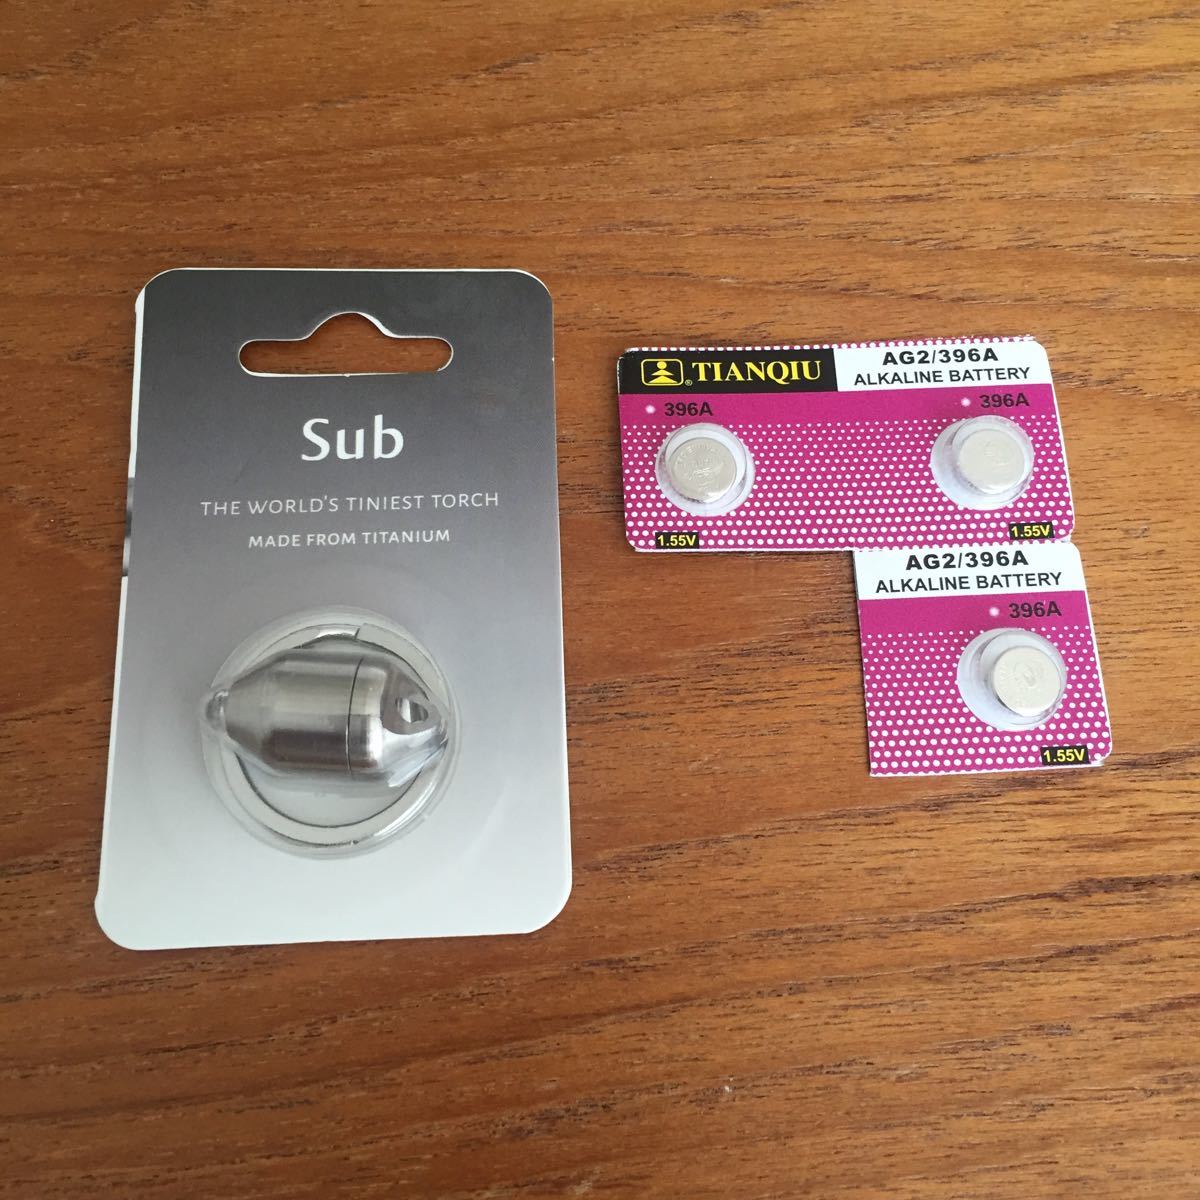 Sub
THE WORLD'S TINIEST TORCH
MADE FROM TITANIUM
® TIANQIU
AG2/396A
ALKALINE BATTERY
396A
396A
1.55V
1.55V
AG2/396A
ALKALINE BATTERY
396A
1.55V